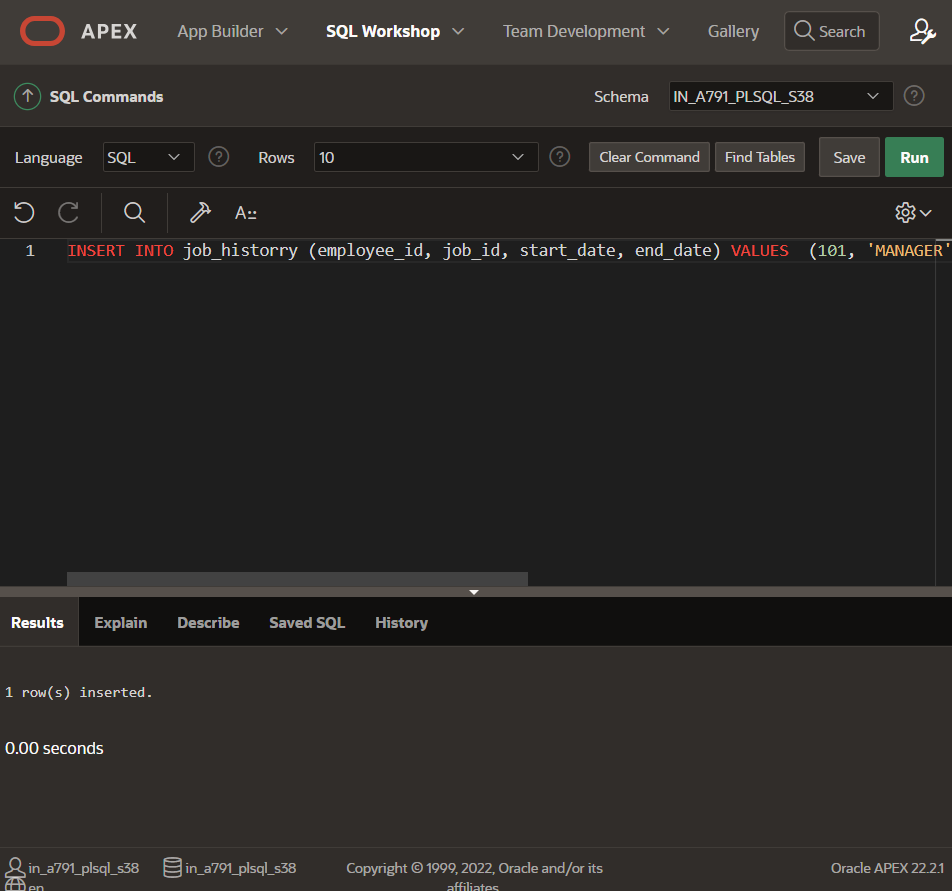 APEX App Builder SQL Workshop Team Development Gallery Search
SQL Commands Schema IN_A791_PLSQL_S38 ?
Language SQL ? Rows 10 ? Clear Command Find Tables Save Run
A::
1 INSERT INTO job_historry (employee_id, job_id, start_date, end_date) VALUES  (101, 'MANAGER'
Results Explain Describe Saved SQL History
1 row(s) inserted.
0.00 seconds
in_a791_plsql_s38 in_a791_plsql_s38 Copyright © 1999, 2022, Oracle and/or its Oracle APEX 22.2.1
en affiliates.